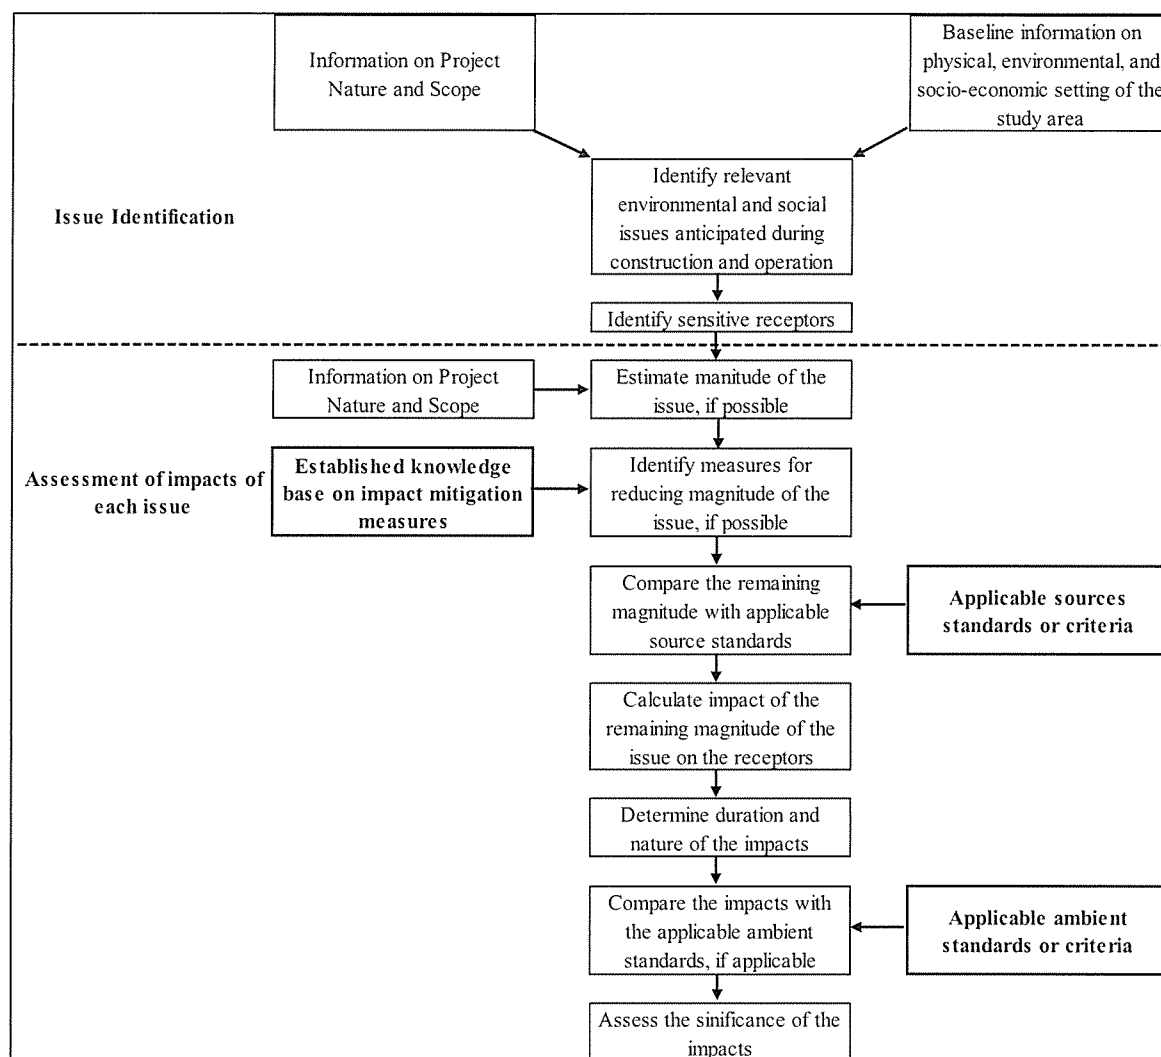 Information on Project
Nature and Scope
Baseline information on
physical, environmental, and
socio-economic setting of the
study area
Issue Identification
Identify relevant
environmental and social
issues anticipated during
construction and operation
Identify sensitive receptors
Information on Project
Nature and Scope
Estimate manitude of the
issue, if possible
Assessment of impacts of
each issue
Established knowledge
base on impact mitigation
measures
Identify measures for
reducing magnitude of the
issue, if possible
Compare the remaining
magnitude with applicable
source standards
Applicable sources
standards or criteria
Calculate impact of the
remaining magnitude of the
issue on the receptors
Determine duration and
nature of the impacts
Compare the impacts with
the applicable ambient
standards, if applicable
Applicable ambient
standards or criteria
Assess the sinificance of the
impacts